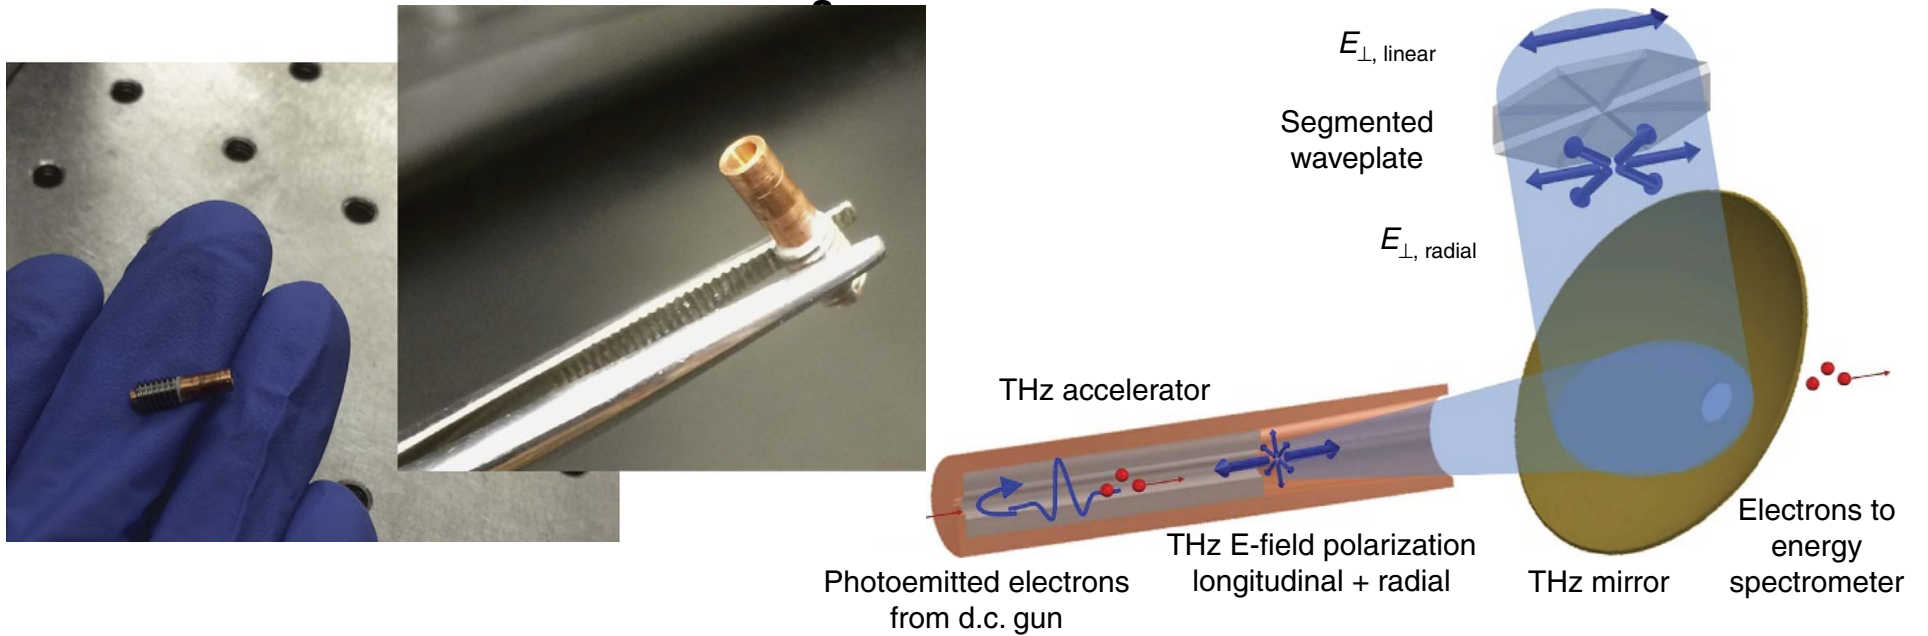 E⊥, linear
Segmented
waveplate
E⊥, radial
THz accelerator
THz E-field polarization
longitudinal + radial
Photoemitted electrons
from d.c. gun
THz mirror
Electrons to
energy
spectrometer